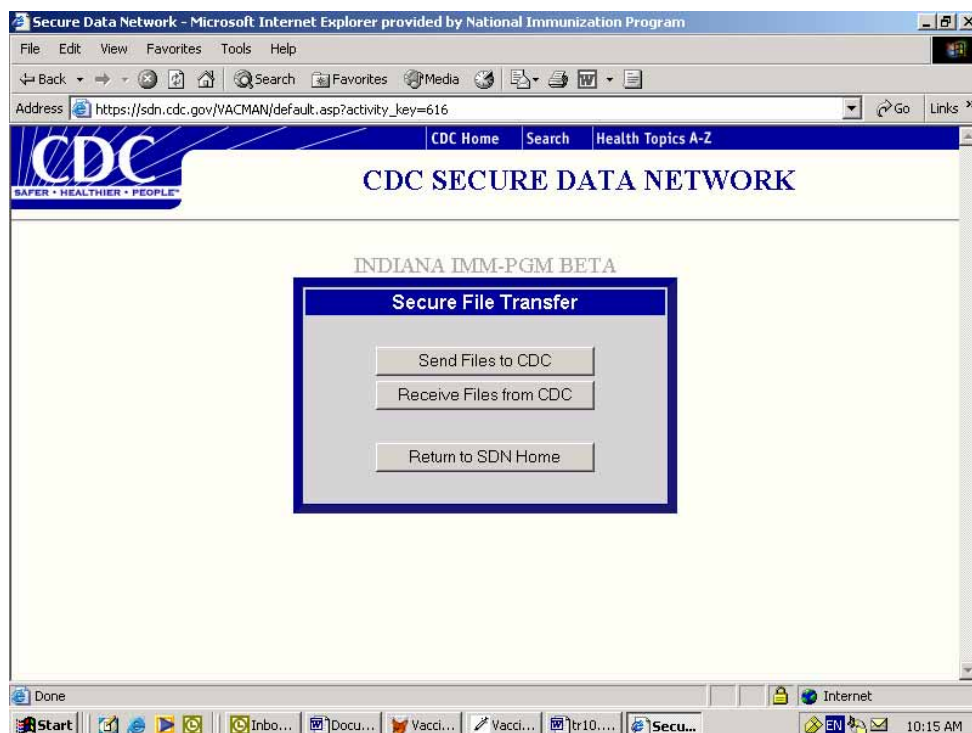 Secure Data Network - Microsoft Internet Explorer provided by National Immunization Program
File Edit View Favorites Tools Help
Back Search Favorites Media
Address https://sdn.cdc.gov/VACMAN/default.asp?activity_key=616 Go Links »
CDC Home Search Health Topics A-Z
CDC
SAFER • HEALTHIER • PEOPLE™
CDC SECURE DATA NETWORK
INDIANA IMM-PGM BETA
Secure File Transfer
Send Files to CDC
Receive Files from CDC
Return to SDN Home
Done Internet
Start Inbo... Docu... Vacci... Vacci... tr10.... Secu... EN 10:15 AM